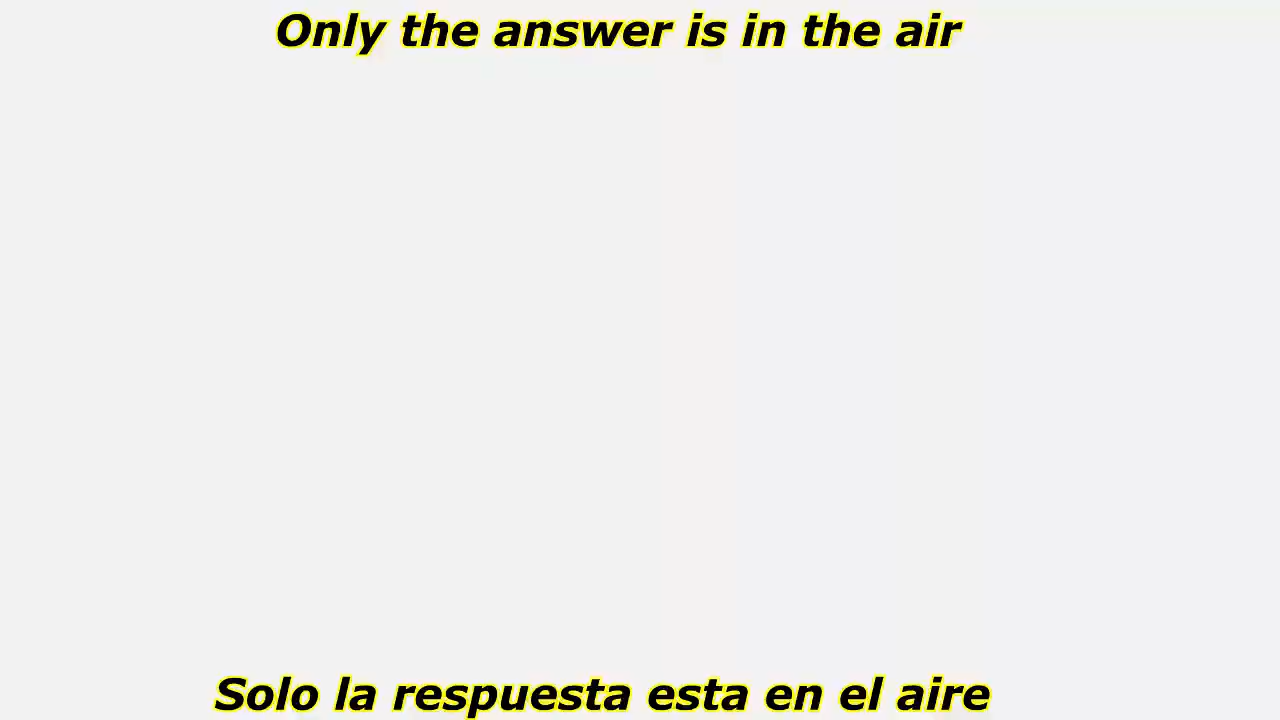 Only the answer is in the air
Solo la respuesta esta en el aire